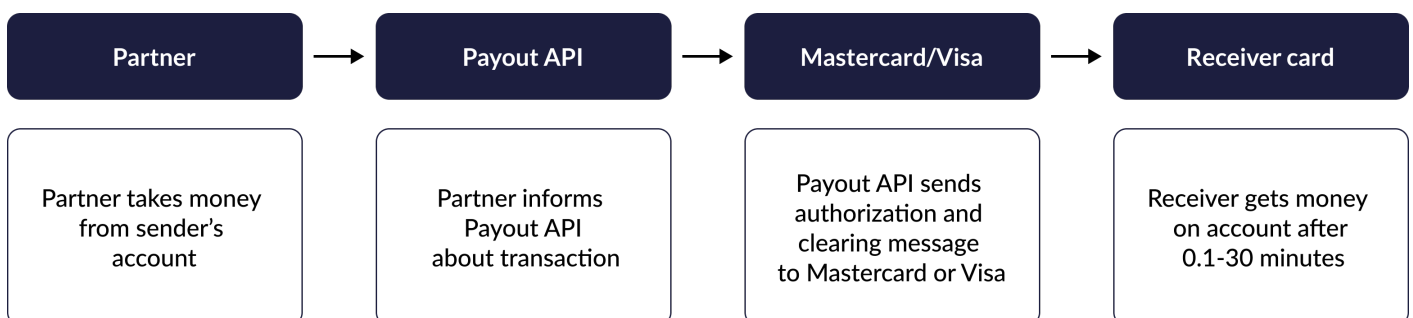 Partner
Payout API
Mastercard/Visa
Receiver card
Partner takes money
from sender’s
account
Partner informs
Payout API
about transaction
Payout API sends
authorization and
clearing message
to Mastercard or Visa
Receiver gets money
on account after
0.1-30 minutes